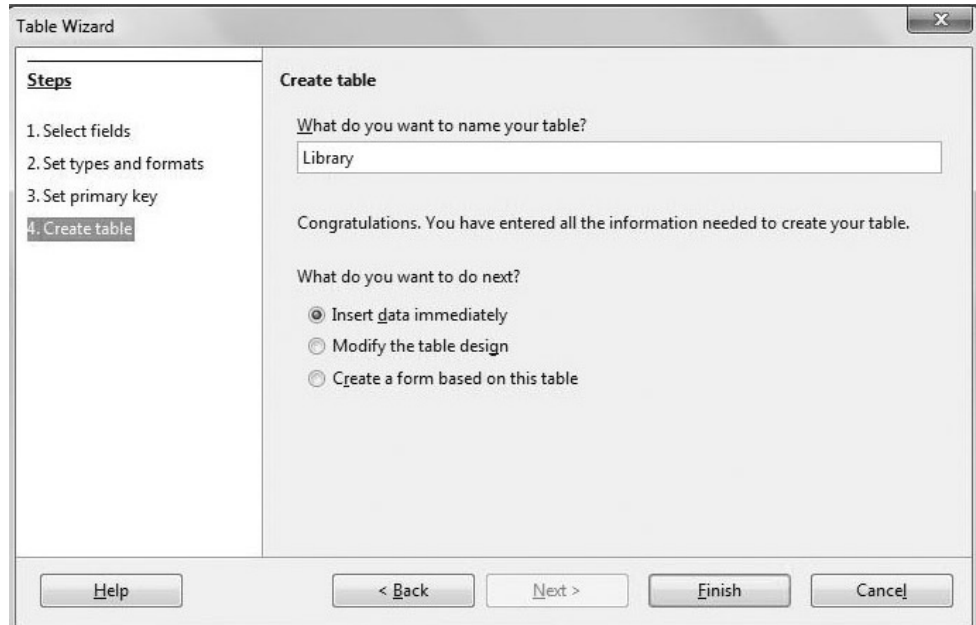 Table Wizard
X
Steps
1. Select fields
2. Set types and formats
3. Set primary key
4. Create table
Create table
What do you want to name your table?
Library
Congratulations. You have entered all the information needed to create your table.
What do you want to do next?
Insert data immediately
Modify the table design
Create a form based on this table
Help
< Back
Next >
Finish
Cancel